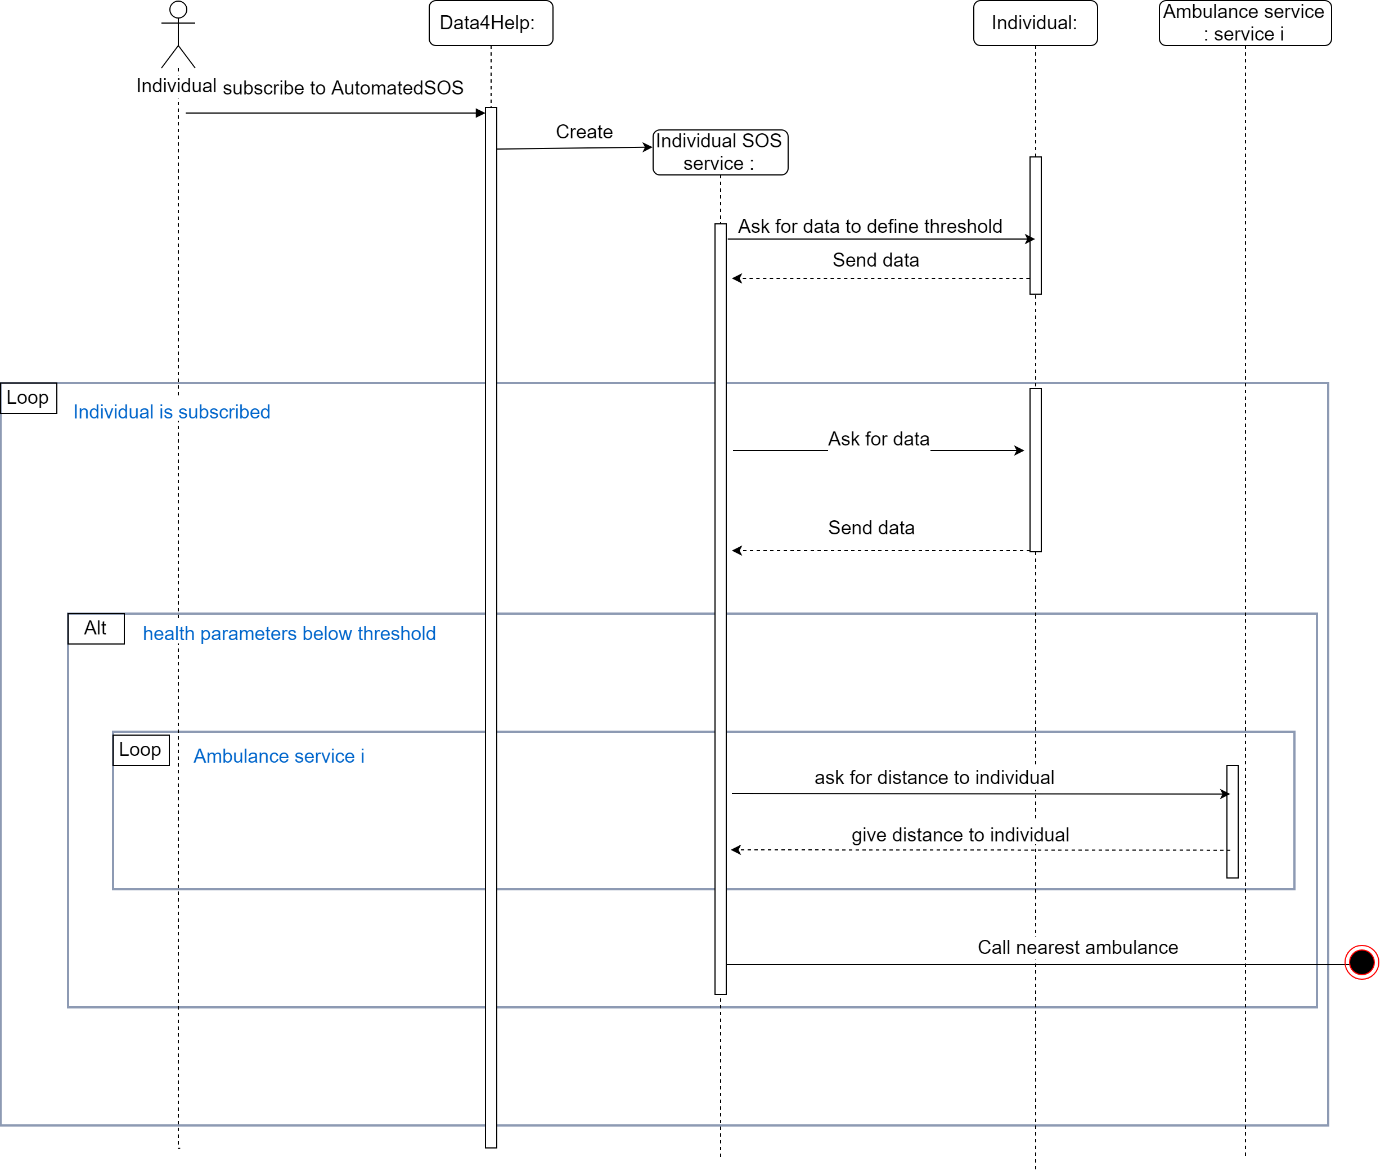 Data4Help:
Individual:
Ambulance service
: service i
Individual
subscribe to AutomatedSOS
Create
Individual SOS
service :
Ask for data to define threshold
Send data
Loop
Individual is subscribed
Ask for data
Send data
Alt
health parameters below threshold
Loop
Ambulance service i
ask for distance to individual
give distance to individual
Call nearest ambulance